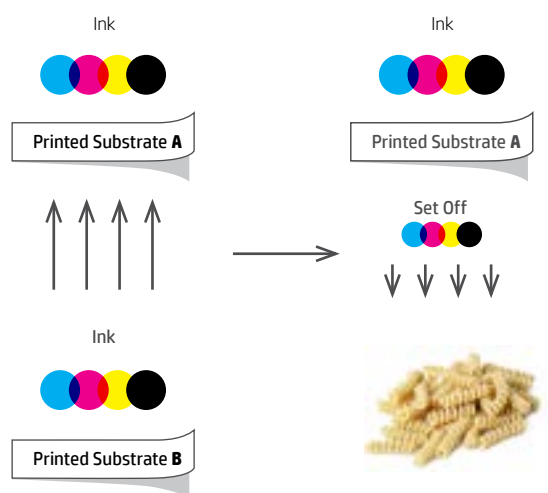 Ink
Printed Substrate A
Ink
Printed Substrate B
Ink
Printed Substrate A
Set Off